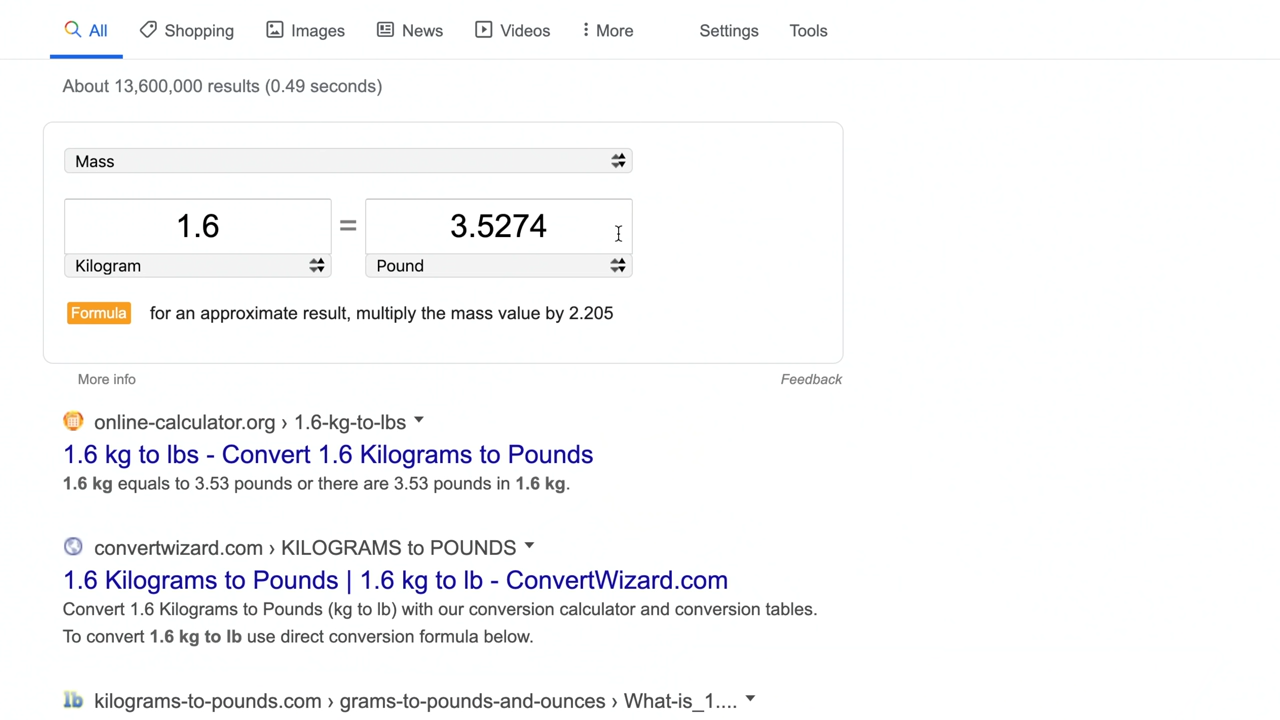 All Shopping Images News Videos More Settings Tools
About 13,600,000 results (0.49 seconds)
Mass
1.6 = 3.5274
Kilogram Pound
Formula for an approximate result, multiply the mass value by 2.205
More info Feedback
online-calculator.org › 1.6-kg-to-lbs
1.6 kg to lbs - Convert 1.6 Kilograms to Pounds
1.6 kg equals to 3.53 pounds or there are 3.53 pounds in 1.6 kg.
convertwizard.com › KILOGRAMS to POUNDS
1.6 Kilograms to Pounds | 1.6 kg to lb - ConvertWizard.com
Convert 1.6 Kilograms to Pounds (kg to lb) with our conversion calculator and conversion tables.
To convert 1.6 kg to lb use direct conversion formula below.
lb kilograms-to-pounds.com › grams-to-pounds-and-ounces › What-is_1....